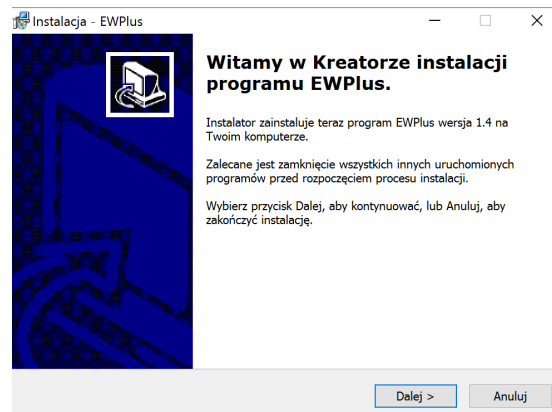 Instalacja - EWPlus
Witamy w Kreatorze instalacji
programu EWPlus.
Instalator zainstaluje teraz program EWPlus wersja 1.4 na
Twoim komputerze.
Zalecane jest zamknięcie wszystkich innych uruchomionych
programów przed rozpoczęciem procesu instalacji.
Wybierz przycisk Dalej, aby kontynuować, lub Anuluj, aby
zakończyć instalację.
Dalej >
Anuluj